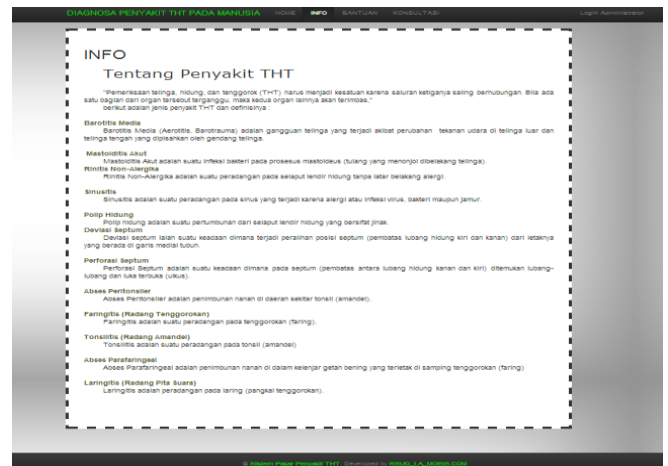 DIAGNOSA PENYAKIT THT PADA MANUSIA HOME INFO BANTUAN KONSULTASI Login Administrator
INFO
Tentang Penyakit THT
"Pemeriksaan telinga, hidung, dan tenggorok (THT) harus menjadi kesatuan karena saluran ketiganya saling berhubungan. Bila ada
satu bagian dari organ tersebut terganggu, maka kedua organ lainnya akan terimbas."
berikut adalah jenis penyakit THT dan definisinya :
Barotitis Media
Barotitis Media (Aerotitis, Barotrauma) adalah gangguan telinga yang terjadi akibat perubahan tekanan udara di telinga luar dan
telinga tengah yang dipisahkan oleh gendang telinga.
Mastoiditis Akut
Mastoiditis Akut adalah suatu infeksi bakteri pada prosesus mastoideus (tulang yang menonjol dibelakang telinga).
Rinitis Non-Alergika
Rinitis Non-Alergika adalah suatu peradangan pada selaput lendir hidung tanpa latar belakang alergi.
Sinusitis
Sinusitis adalah suatu peradangan pada sinus yang terjadi karena alergi atau infeksi virus, bakteri maupun jamur.
Polip Hidung
Polip hidung adalah suatu pertumbunan dari selaput lendir hidung yang bersifat jinak.
Deviasi Septum
Deviasi septum ialah suatu keadaan dimana terjadi peralihan posisi septum (pembatas lubang hidung kiri dan kanan) dari letaknya
yang berada di garis medial tubuh.
Perforasi Septum
Perforasi Septum adalah suatu keadaan dimana pada septum (pembatas antara lubang hidung kanan dan kiri) ditemukan lubang-
lubang dan luka terbuka (ulkus).
Abses Peritonsiler
Abses Peritonsiler adalah penimbunan nanah di daerah sekitar tonsil (amandel).
Faringitis (Radang Tenggorokan)
Faringitis adalah suatu peradangan pada tenggorokan (faring).
Tonsilitis (Radang Amandel)
Tonsilitis adalah suatu peradangan pada tonsil (amandel)
Abses Parafaringeal
Abses Parafaringeal adalah penimbunan nanah di dalam kelenjar getah bening yang terletak di samping tenggorokan (faring)
Laringitis (Radang Pita Suara)
Laringitis adalah peradangan pada laring (pangkal tenggorokan).
© Sistem Pakar Penyakit THT. Developed by